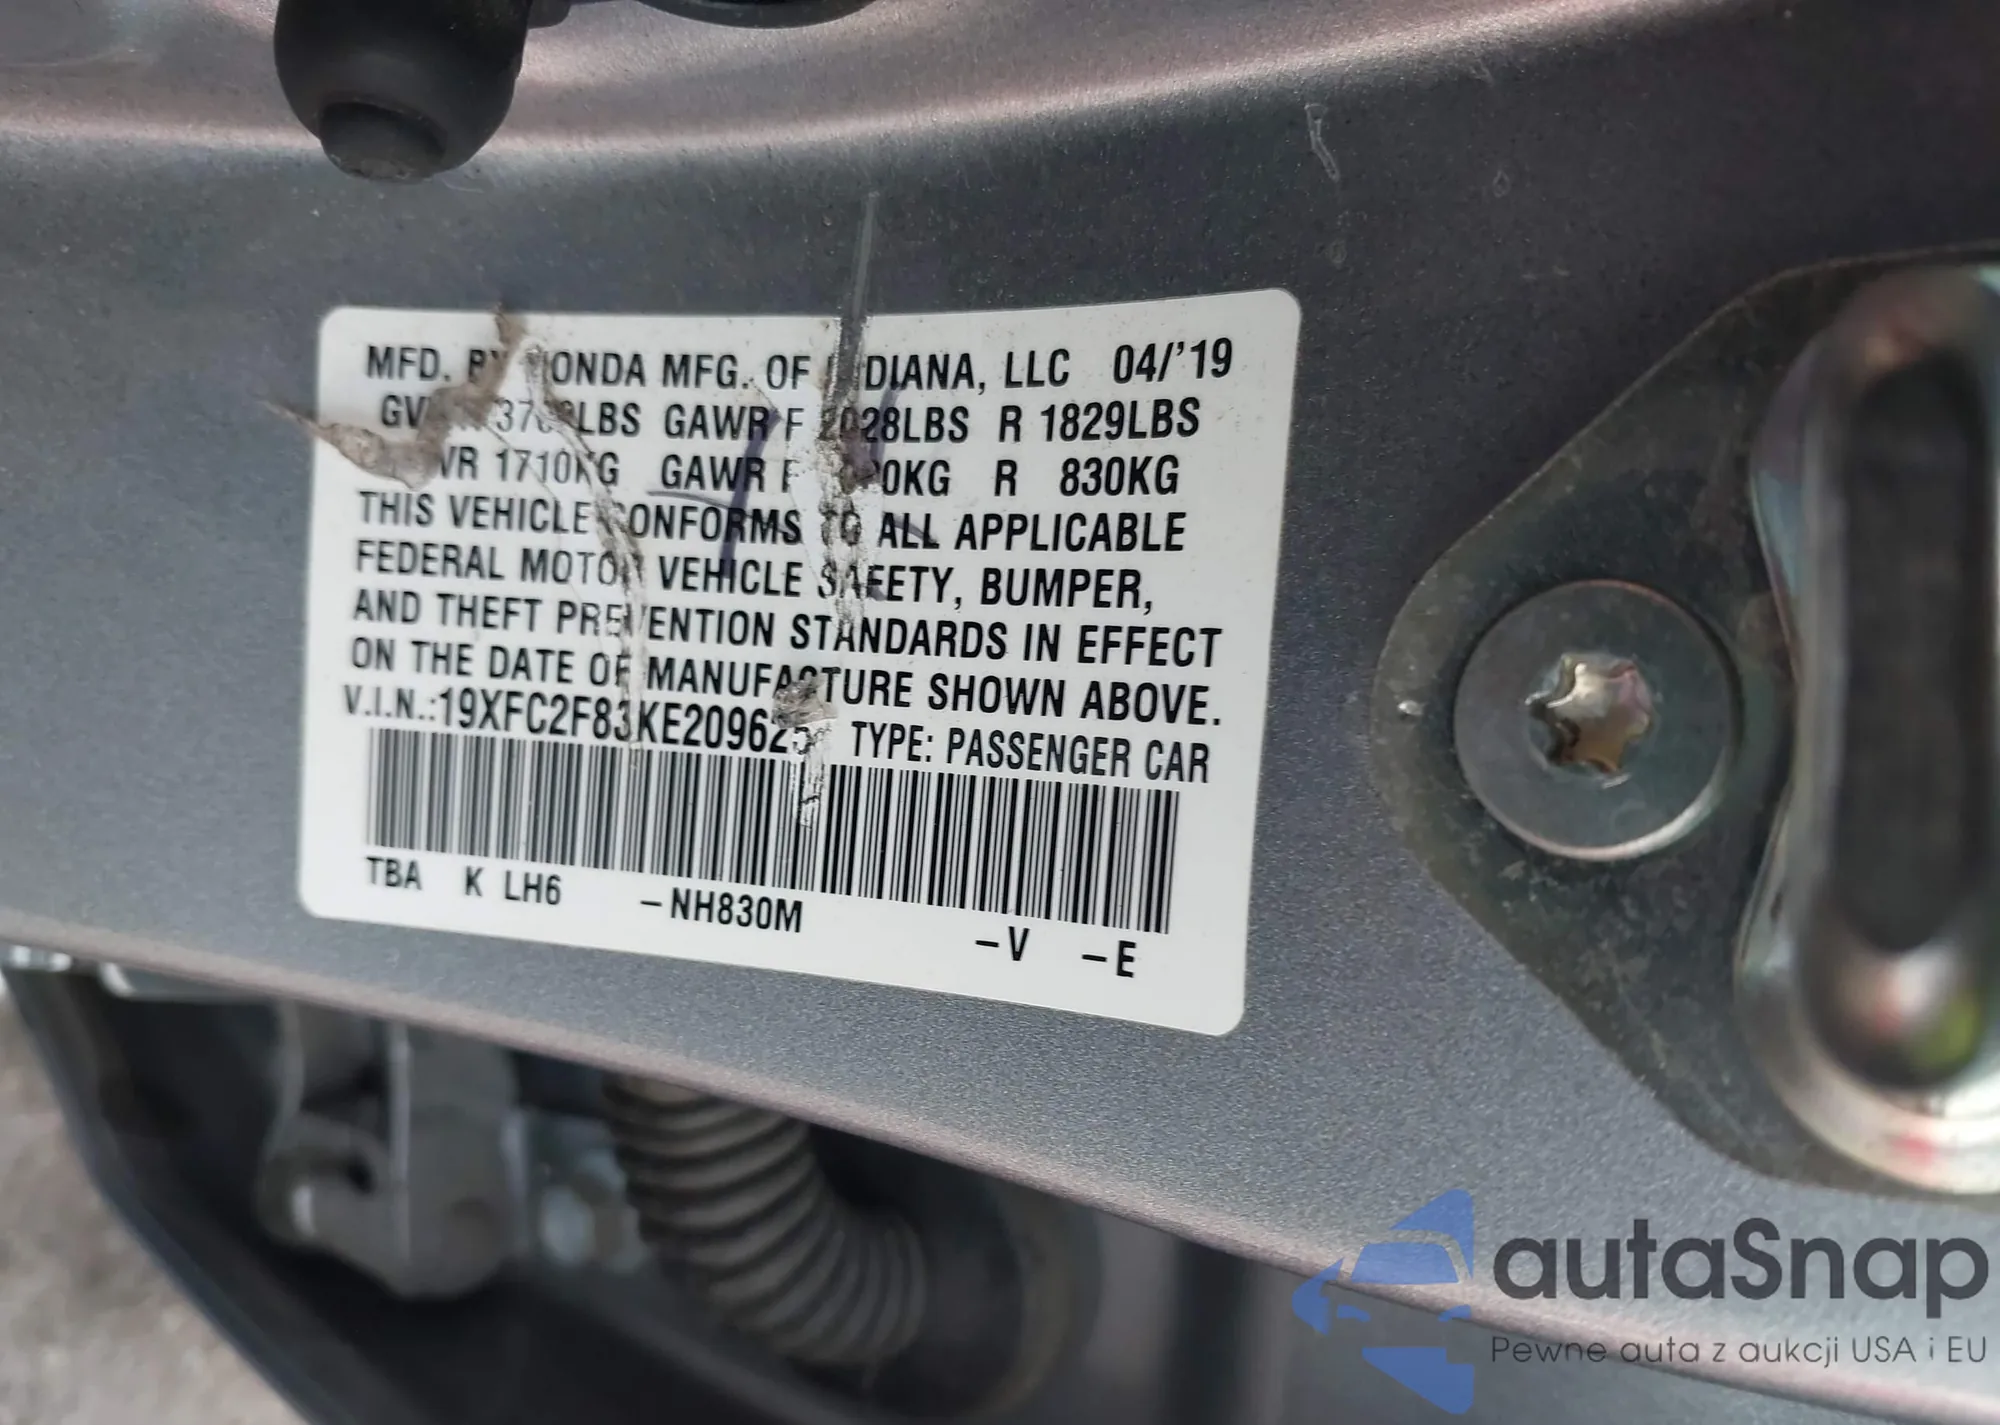 MFD. BY HONDA MFG. OF INDIANA, LLC 04/'19
LBS GAWR F 2028LBS R 1829LBS
1710KG GAWR F R 830KG
THIS VEHICLE CONFORMS TO ALL APPLICABLE
FEDERAL MOTOR VEHICLE SAFETY, BUMPER,
AND THEFT PREVENTION STANDARDS IN EFFECT
ON THE DATE OF MANUFACTURE SHOWN ABOVE.
V.I.N.: TYPE: PASSENGER CAR
TBA K LH6 -NH830M -V -E
autaSnap
Pewne auta z aukcji USA i EU